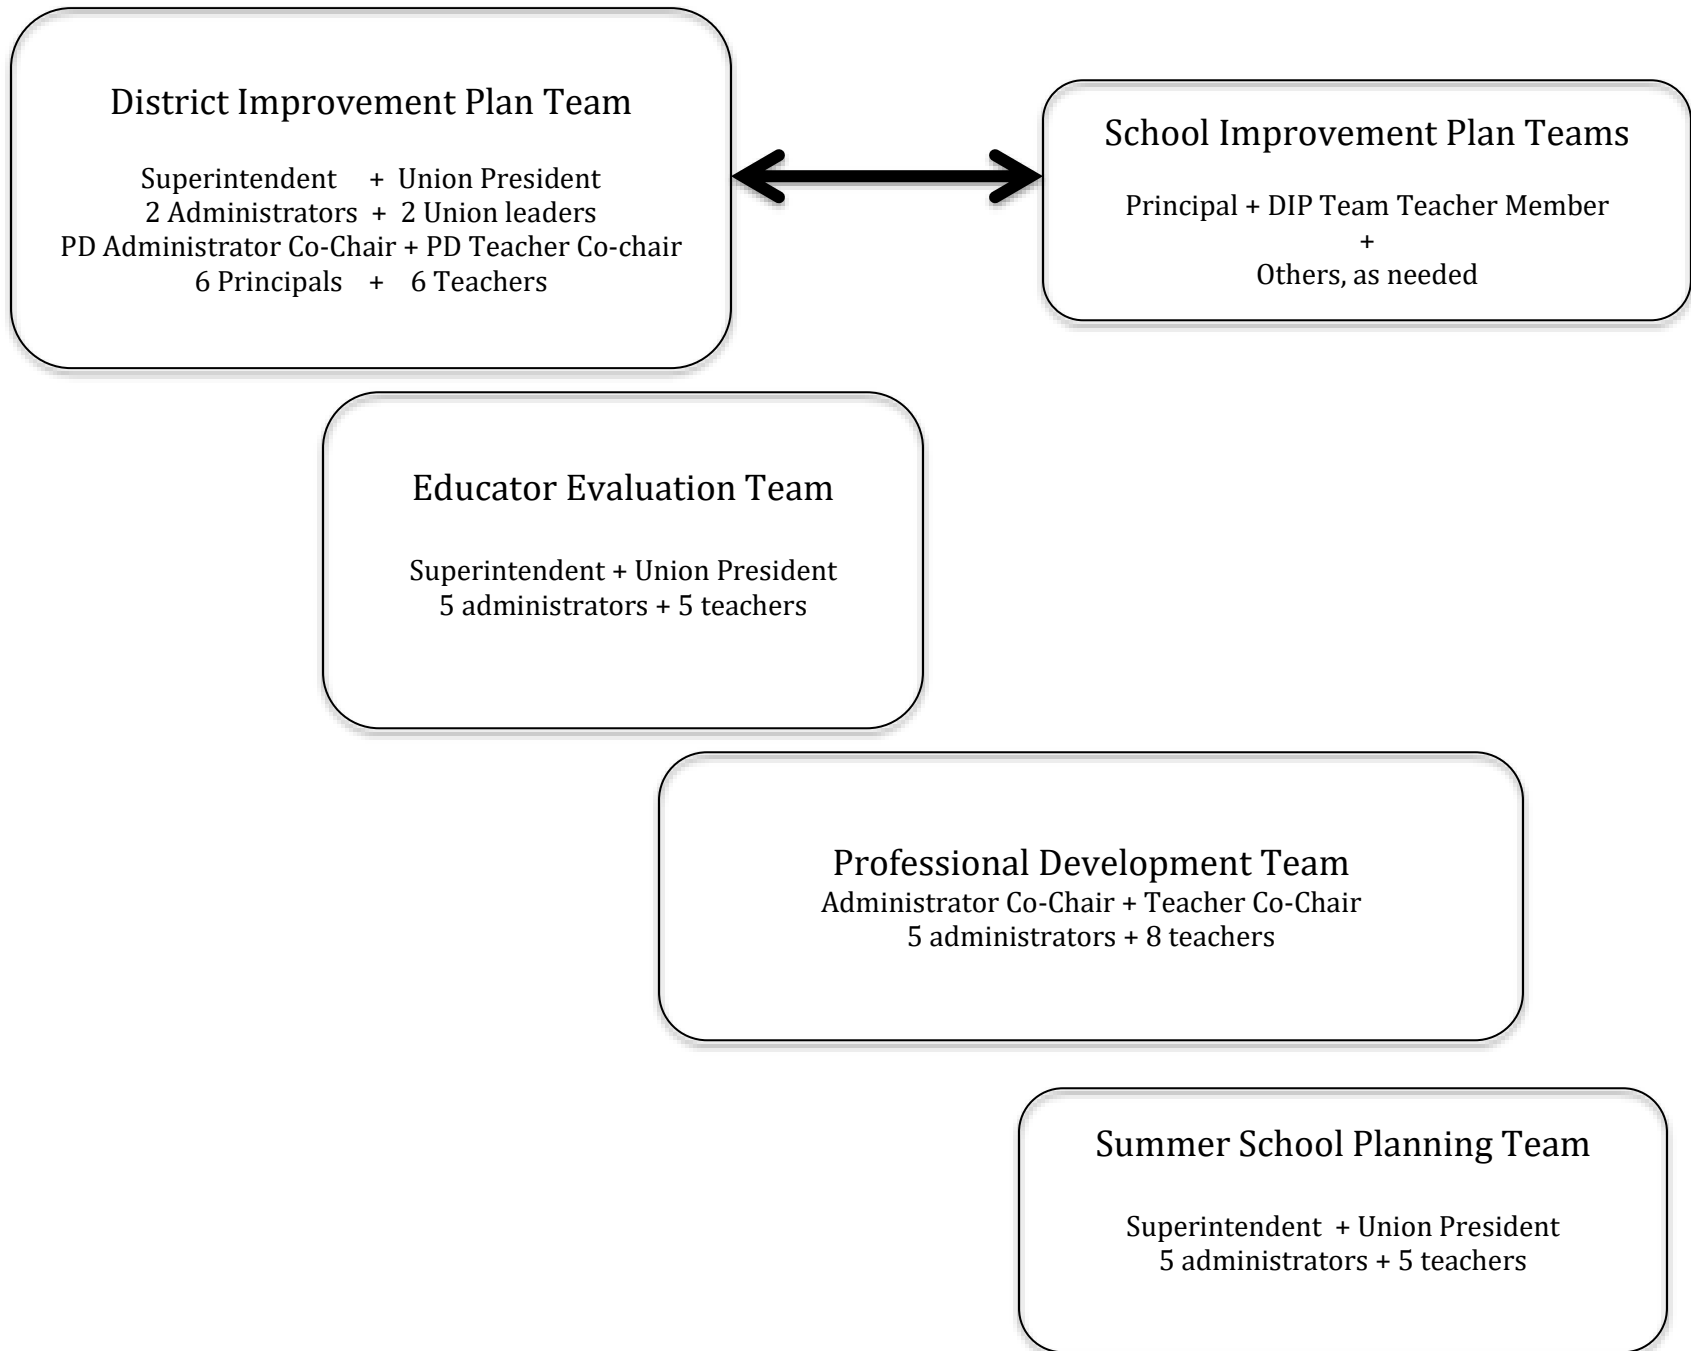 District Improvement Plan Team
Superintendent + Union President
2 Administrators + 2 Union leaders
PD Administrator Co-Chair + PD Teacher Co-chair
6 Principals + 6 Teachers
School Improvement Plan Teams
Principal + DIP Team Teacher Member
+
Others, as needed
Educator Evaluation Team
Superintendent + Union President
5 administrators + 5 teachers
Professional Development Team
Administrator Co-Chair + Teacher Co-Chair
5 administrators + 8 teachers
Summer School Planning Team
Superintendent + Union President
5 administrators + 5 teachers